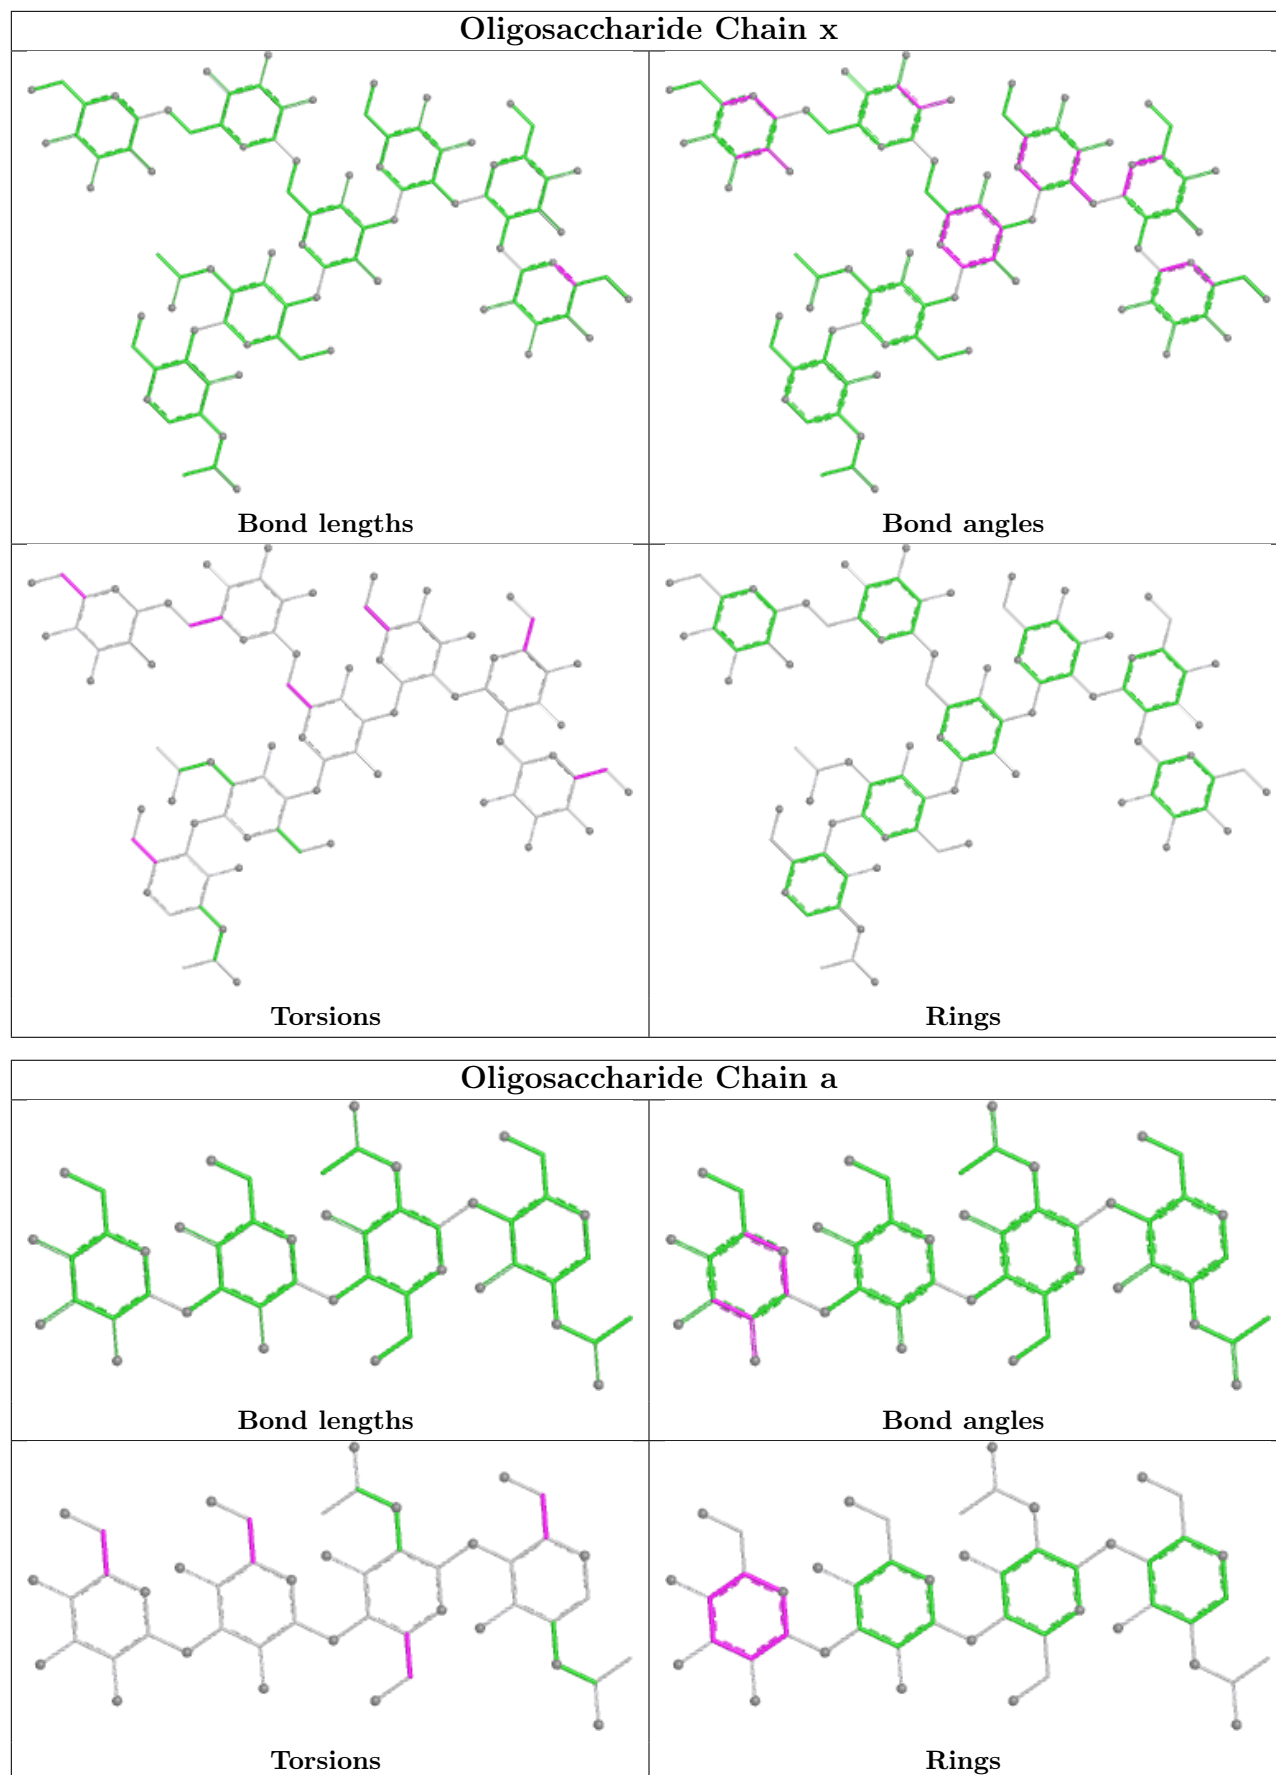 Oligosaccharide Chain x
Bond lengths
Bond angles
Torsions
Rings
Oligosaccharide Chain a
Bond lengths
Bond angles
Torsions
Rings